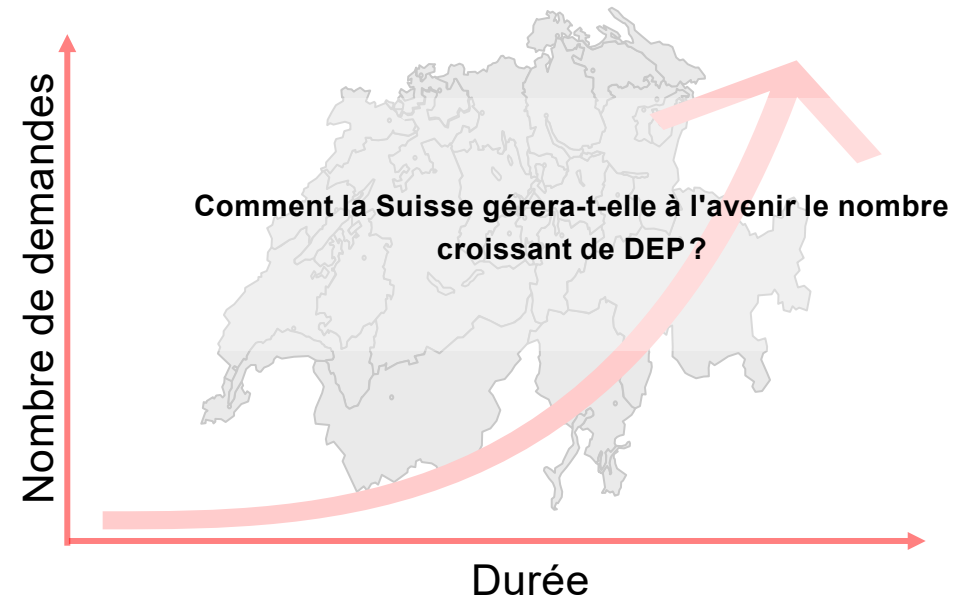 Nombre de demandes
Comment la Suisse gérera-t-elle à l'avenir le nombre
croissant de DEP ?
Durée